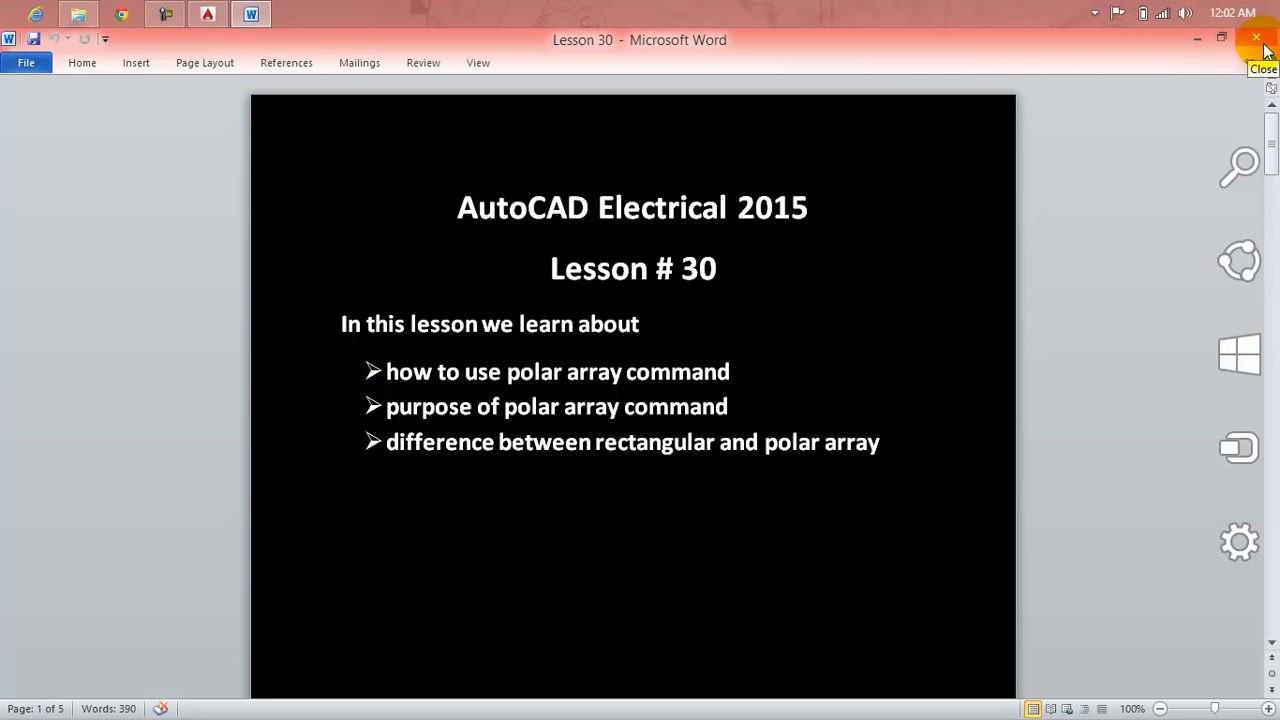 12:02 AM
Lesson 30 - Microsoft Word
File Home Insert Page Layout References Mailings Review View
Close
AutoCAD Electrical 2015
Lesson # 30
In this lesson we learn about
➢ how to use polar array command
➢ purpose of polar array command
➢ difference between rectangular and polar array
Page: 1 of 5 Words: 390 100%